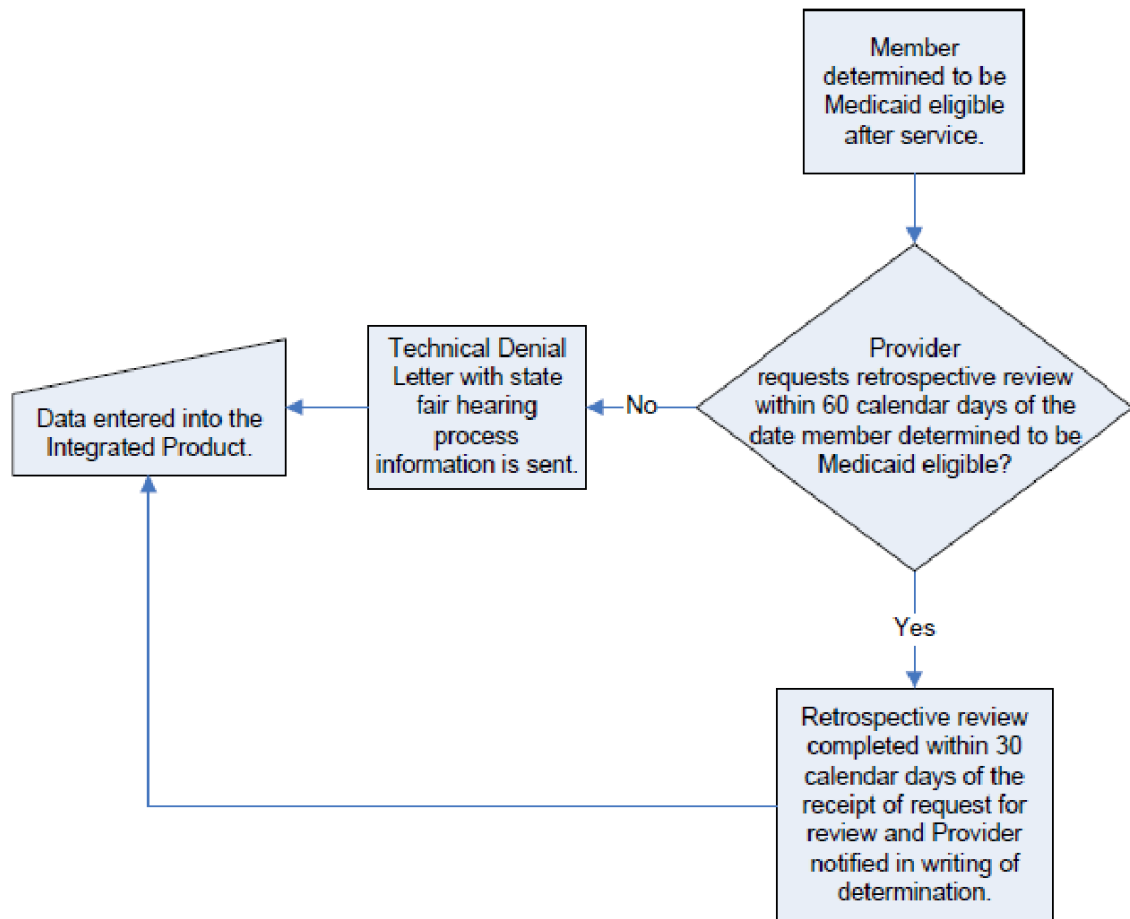 Member
determined to be
Medicaid eligible
after service.
Provider
requests retrospective review
within 60 calendar days of the
date member determined to be
Medicaid eligible?
No
Technical Denial
Letter with state
fair hearing
process
information is sent.
Data entered into the
Integrated Product.
Yes
Retrospective review
completed within 30
calendar days of the
receipt of request for
review and Provider
notified in writing of
determination.